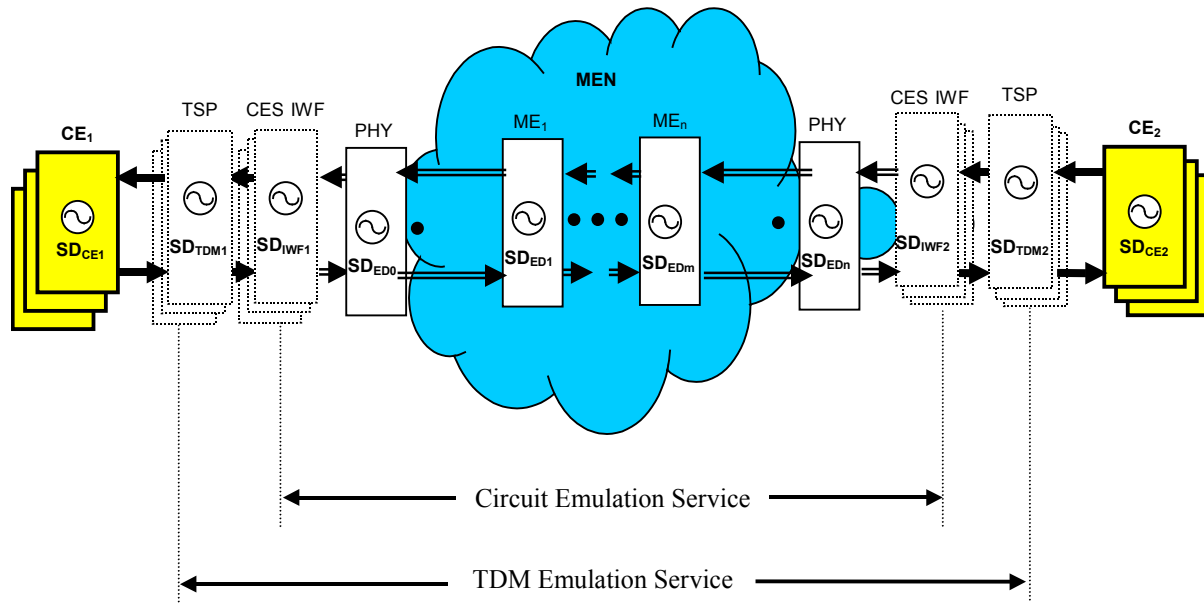 MEN
CE1
TSP
CES IWF
PHY
ME1
MEn
PHY
CES IWF
TSP
CE2
SDCE1
SDTDM1
SDIWF1
SDED0
SDED1
SDEDm
SDEDn
SDIWF2
SDTDM2
SDCE2
Circuit Emulation Service
TDM Emulation Service